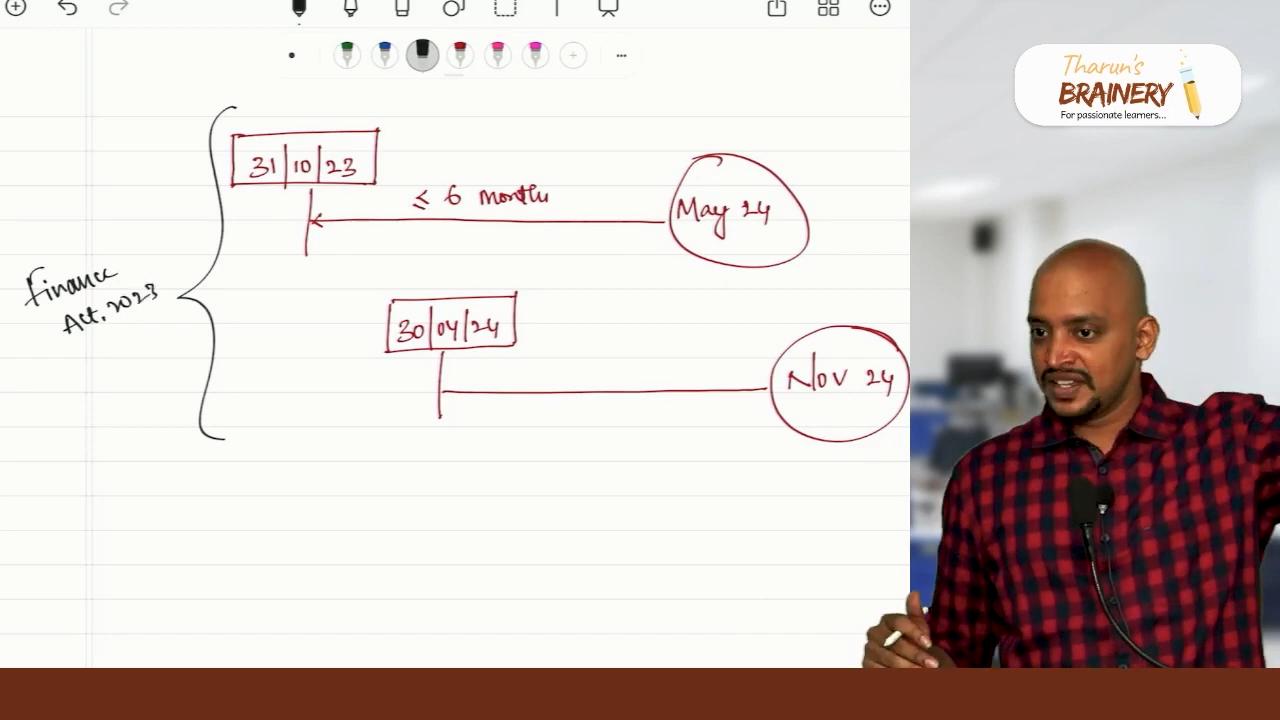 Tharun's
BRAINERY
For passionate learners...
31|10|23
≤ 6 months
May 24
Finance
Act, 2023
30|04|24
Nov 24